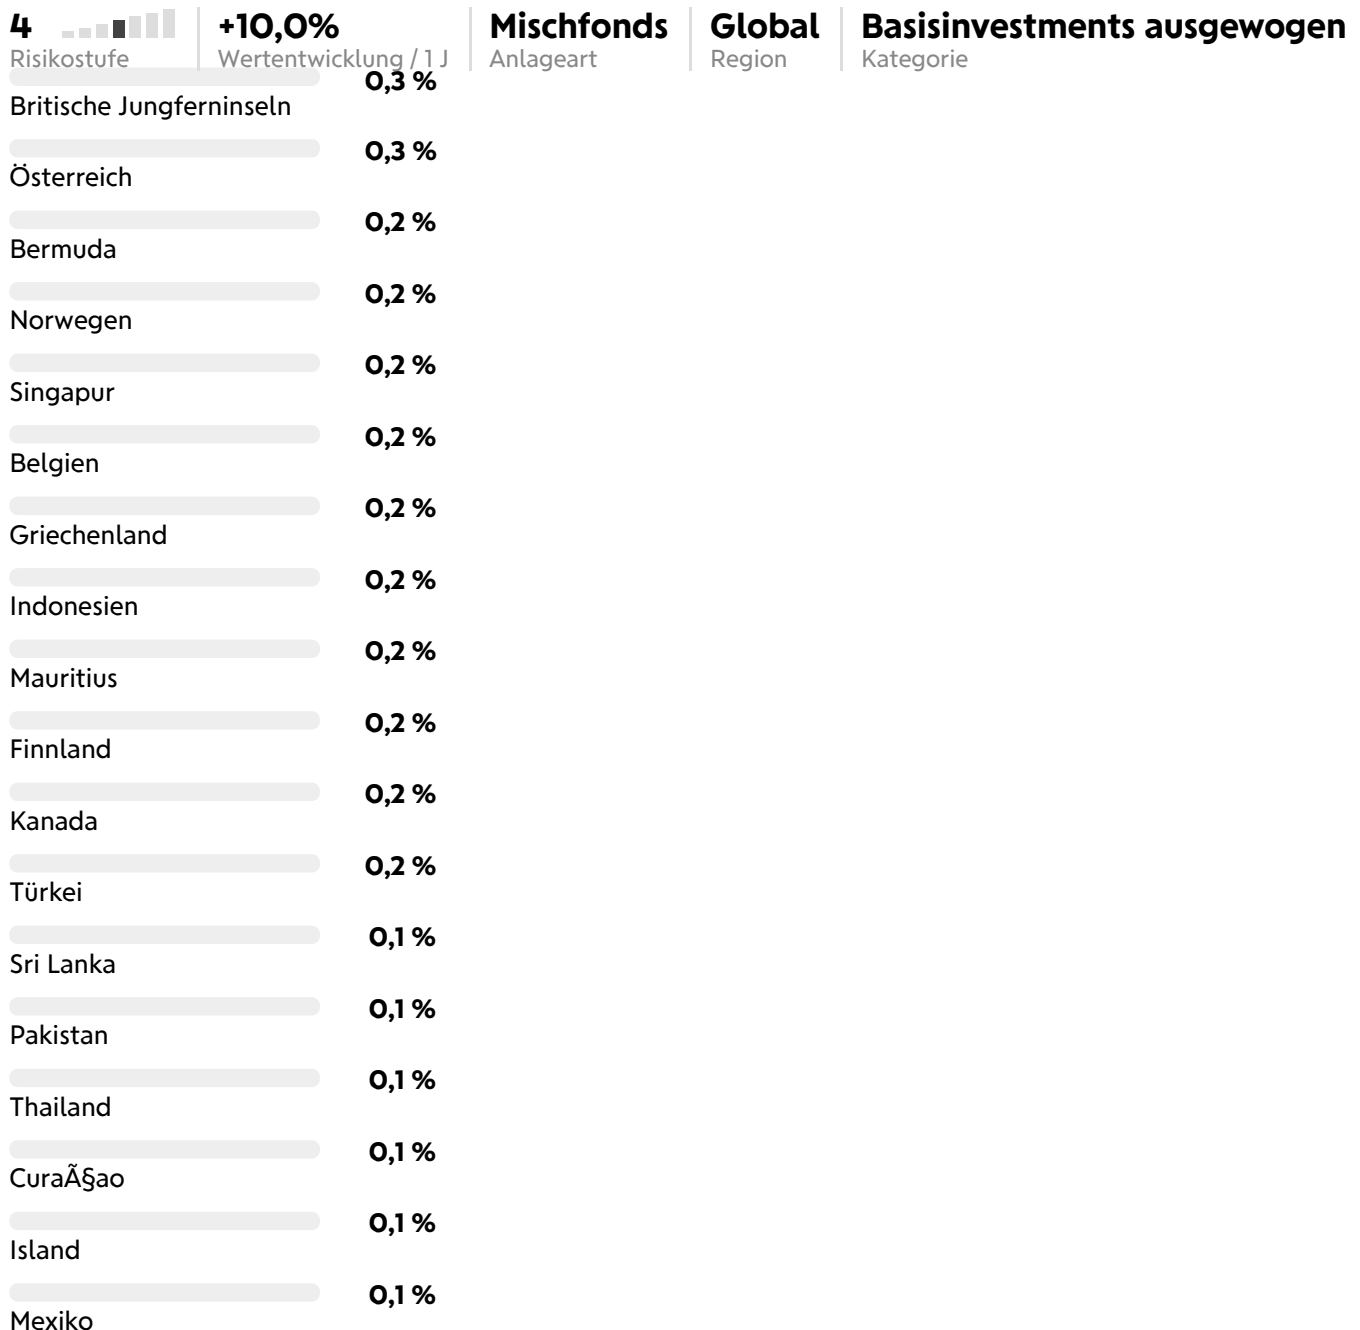 4 +10,0% Mischfonds Global Basisinvestments ausgewogen
Risikostufe Wertentwicklung / 1 J Anlageart Region Kategorie
0,3 %
Britische Jungferninseln
0,3 %
Österreich
0,2 %
Bermuda
0,2 %
Norwegen
0,2 %
Singapur
0,2 %
Belgien
0,2 %
Griechenland
0,2 %
Indonesien
0,2 %
Mauritius
0,2 %
Finnland
0,2 %
Kanada
0,2 %
Türkei
0,1 %
Sri Lanka
0,1 %
Pakistan
0,1 %
Thailand
0,1 %
CuraÃ§ao
0,1 %
Island
0,1 %
Mexiko